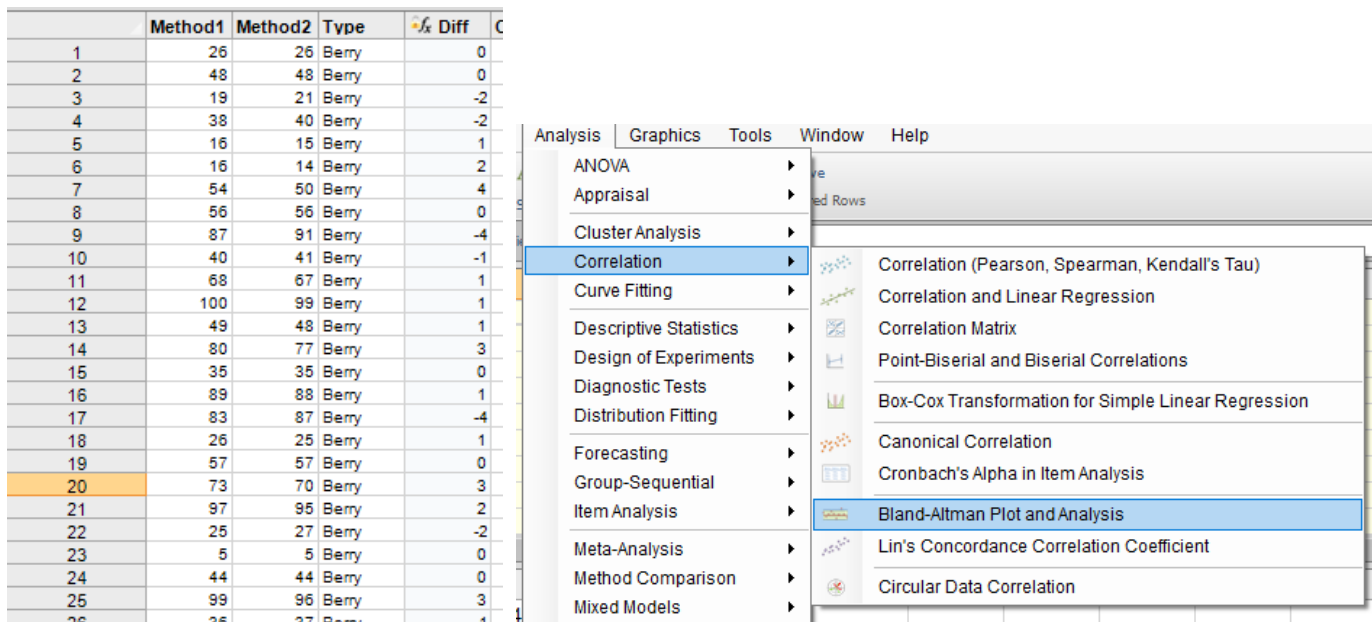 Method1 Method2 Type fx Diff C
1 26 26 Berry 0
2 48 48 Berry 0
3 19 21 Berry -2
4 38 40 Berry -2
5 16 15 Berry 1
6 16 14 Berry 2
7 54 50 Berry 4
8 56 56 Berry 0
9 87 91 Berry -4
10 40 41 Berry -1
11 68 67 Berry 1
12 100 99 Berry 1
13 49 48 Berry 1
14 80 77 Berry 3
15 35 35 Berry 0
16 89 88 Berry 1
17 83 87 Berry -4
18 26 25 Berry 1
19 57 57 Berry 0
20 73 70 Berry 3
21 97 95 Berry 2
22 25 27 Berry -2
23 5 5 Berry 0
24 44 44 Berry 0
25 99 96 Berry 3
Analysis Graphics Tools Window Help
ANOVA
Appraisal
ed Rows
Cluster Analysis
Correlation
Curve Fitting
Descriptive Statistics
Design of Experiments
Diagnostic Tests
Distribution Fitting
Forecasting
Group-Sequential
Item Analysis
Meta-Analysis
Method Comparison
Mixed Models
Correlation (Pearson, Spearman, Kendall's Tau)
Correlation and Linear Regression
Correlation Matrix
Point-Biserial and Biserial Correlations
Box-Cox Transformation for Simple Linear Regression
Canonical Correlation
Cronbach's Alpha in Item Analysis
Bland-Altman Plot and Analysis
Lin's Concordance Correlation Coefficient
Circular Data Correlation